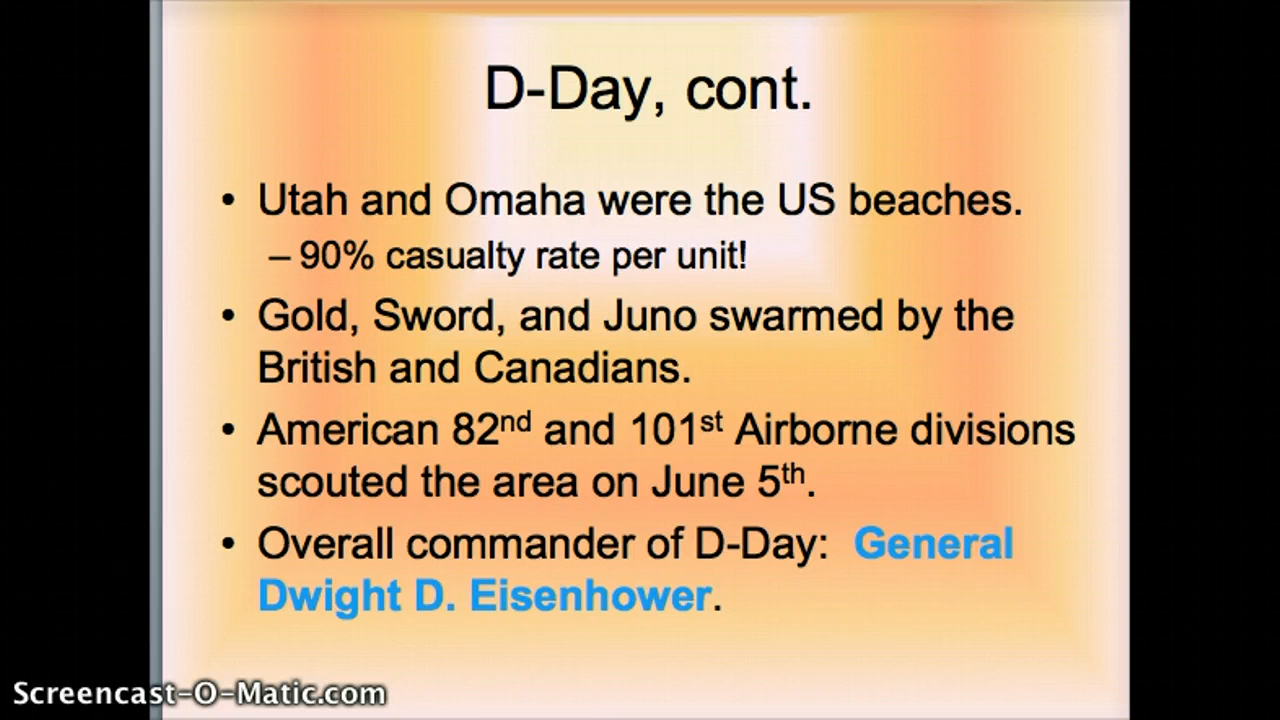 D-Day, cont.
• Utah and Omaha were the US beaches.
– 90% casualty rate per unit!
• Gold, Sword, and Juno swarmed by the
British and Canadians.
• American 82nd and 101st Airborne divisions
scouted the area on June 5th.
• Overall commander of D-Day: General
Dwight D. Eisenhower.
Screencast-O-Matic.com